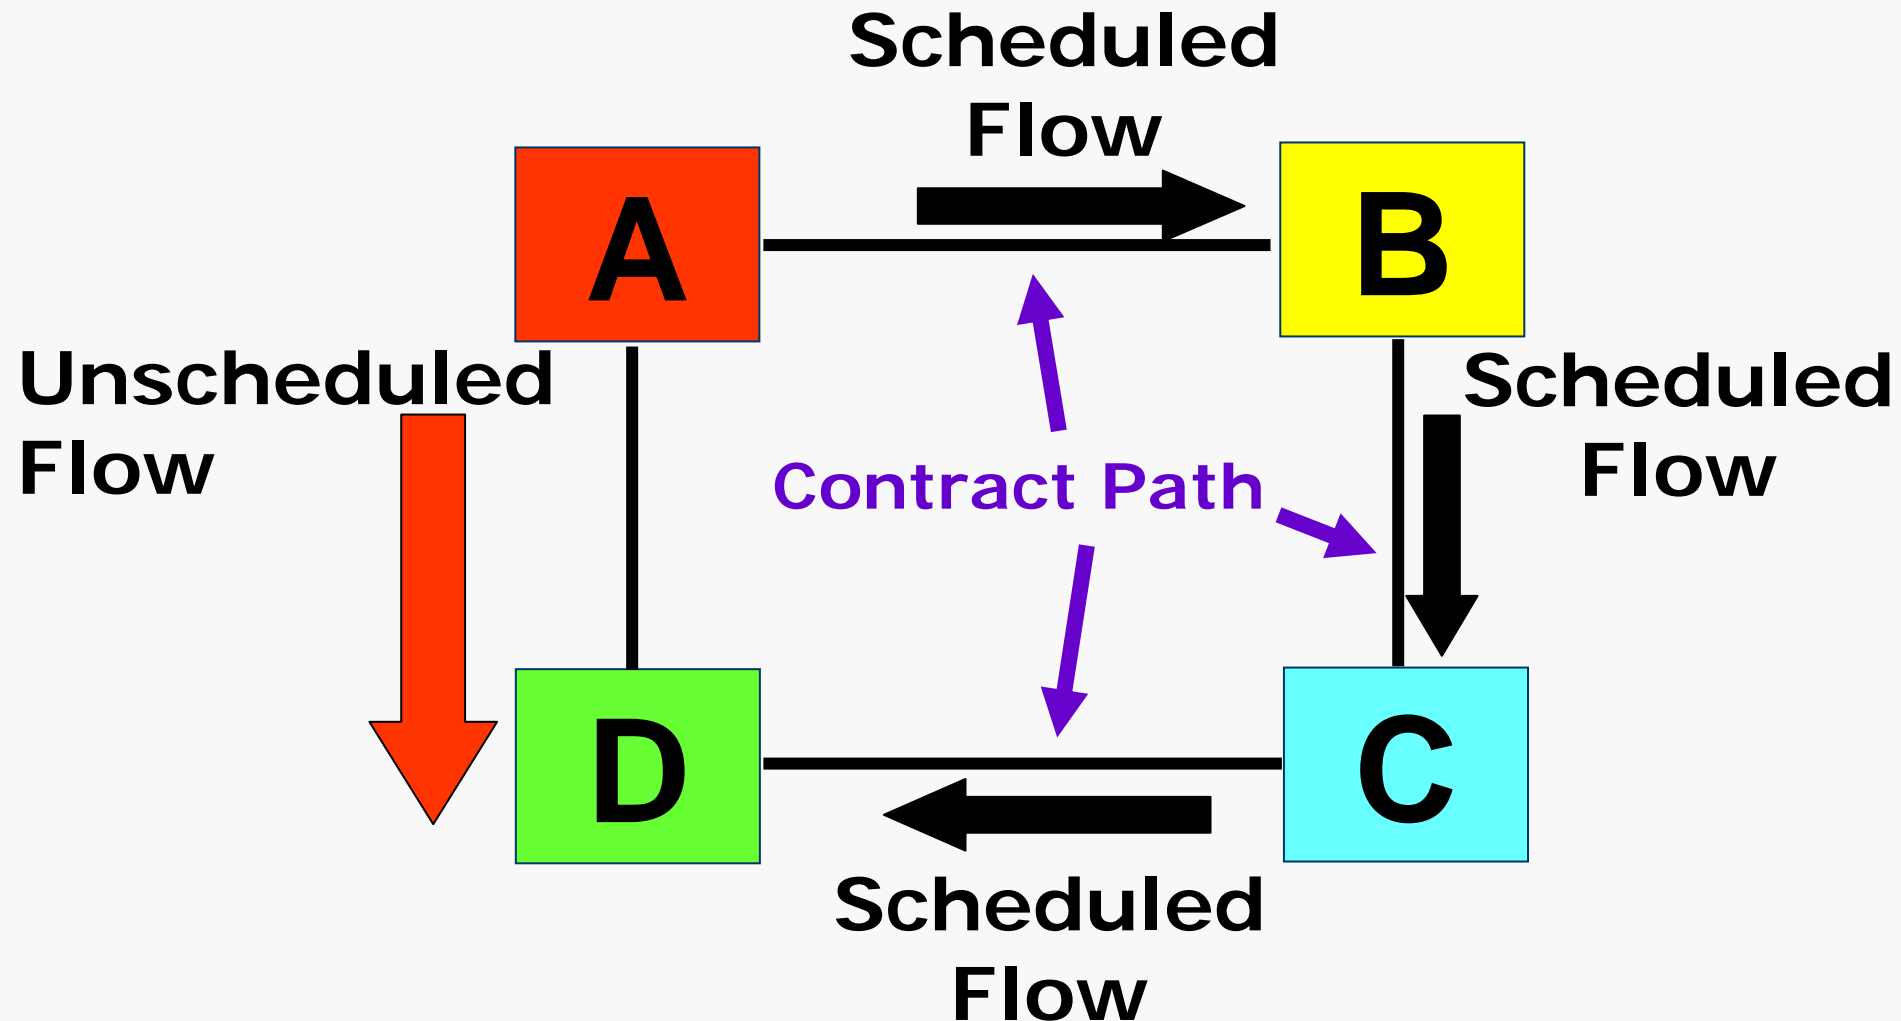 Scheduled
Flow
A
B
Unscheduled
Flow
Scheduled
Flow
Contract Path
D
C
Scheduled
Flow